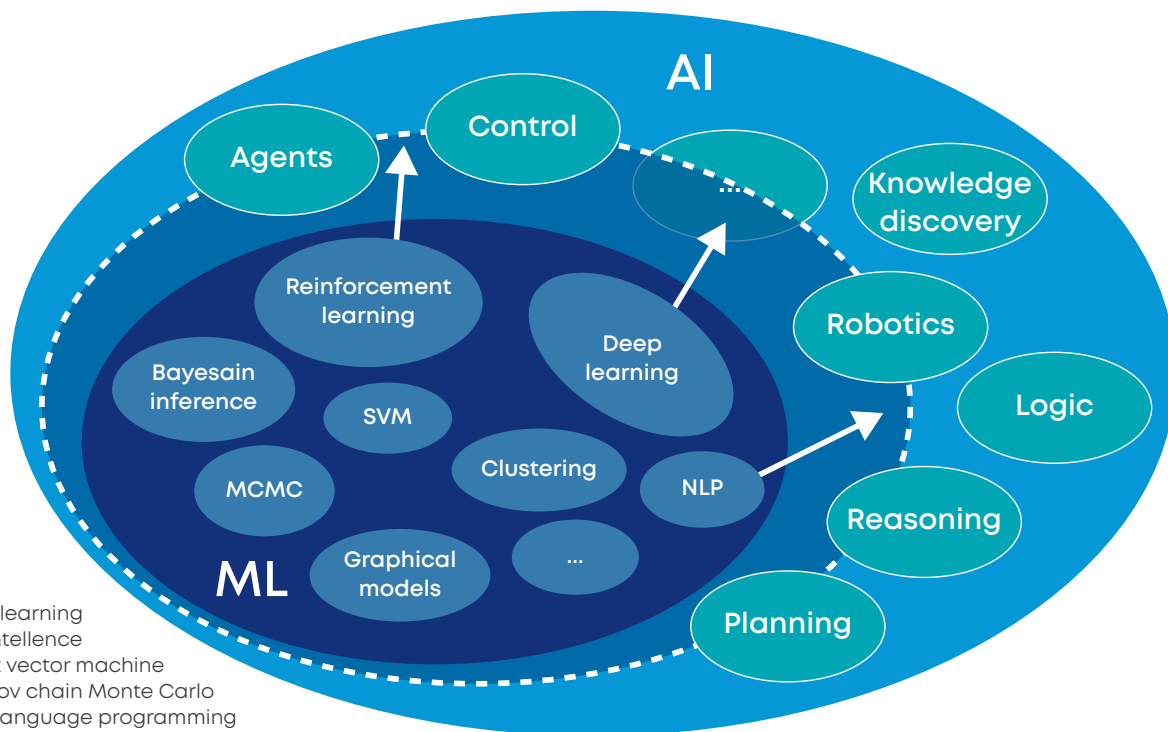 AI
Control
Agents
...
Knowledge
discovery
Reinforcement
learning
Robotics
Deep
learning
Bayesain
inference
Logic
SVM
Clustering
MCMC
NLP
Reasoning
Graphical
models
...
ML
Planning
learning
ntellence
vector machine
ov chain Monte Carlo
anguage programming